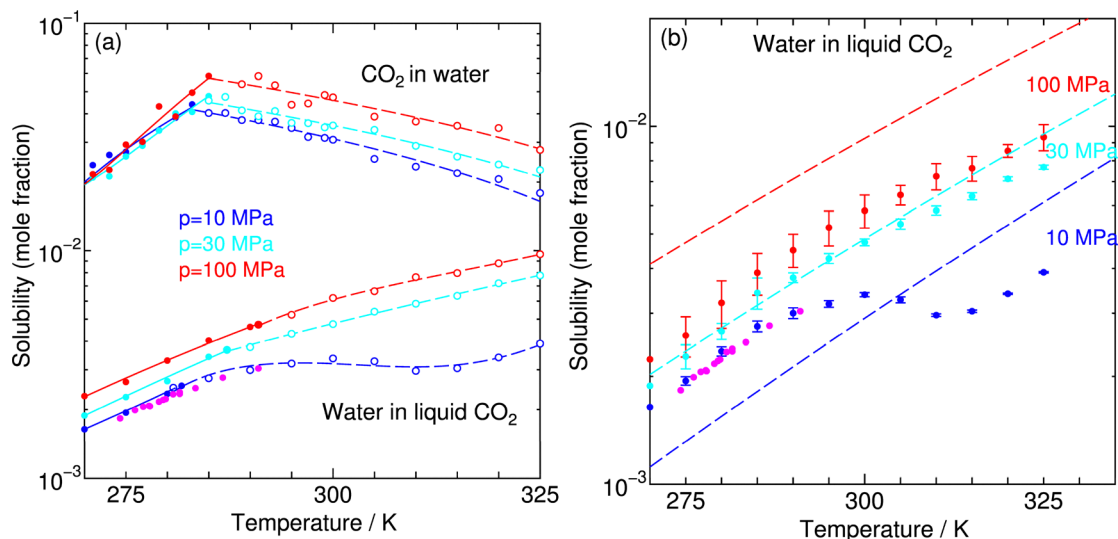 (a)
CO₂ in water
p=10 MPa
p=30 MPa
p=100 MPa
Water in liquid CO₂
10⁻¹
10⁻²
10⁻³
275
300
325
Solubility (mole fraction)
Temperature / K
(b)
Water in liquid CO₂
100 MPa
30 MPa
10 MPa
10⁻²
10⁻³
275
300
325
Solubility (mole fraction)
Temperature / K